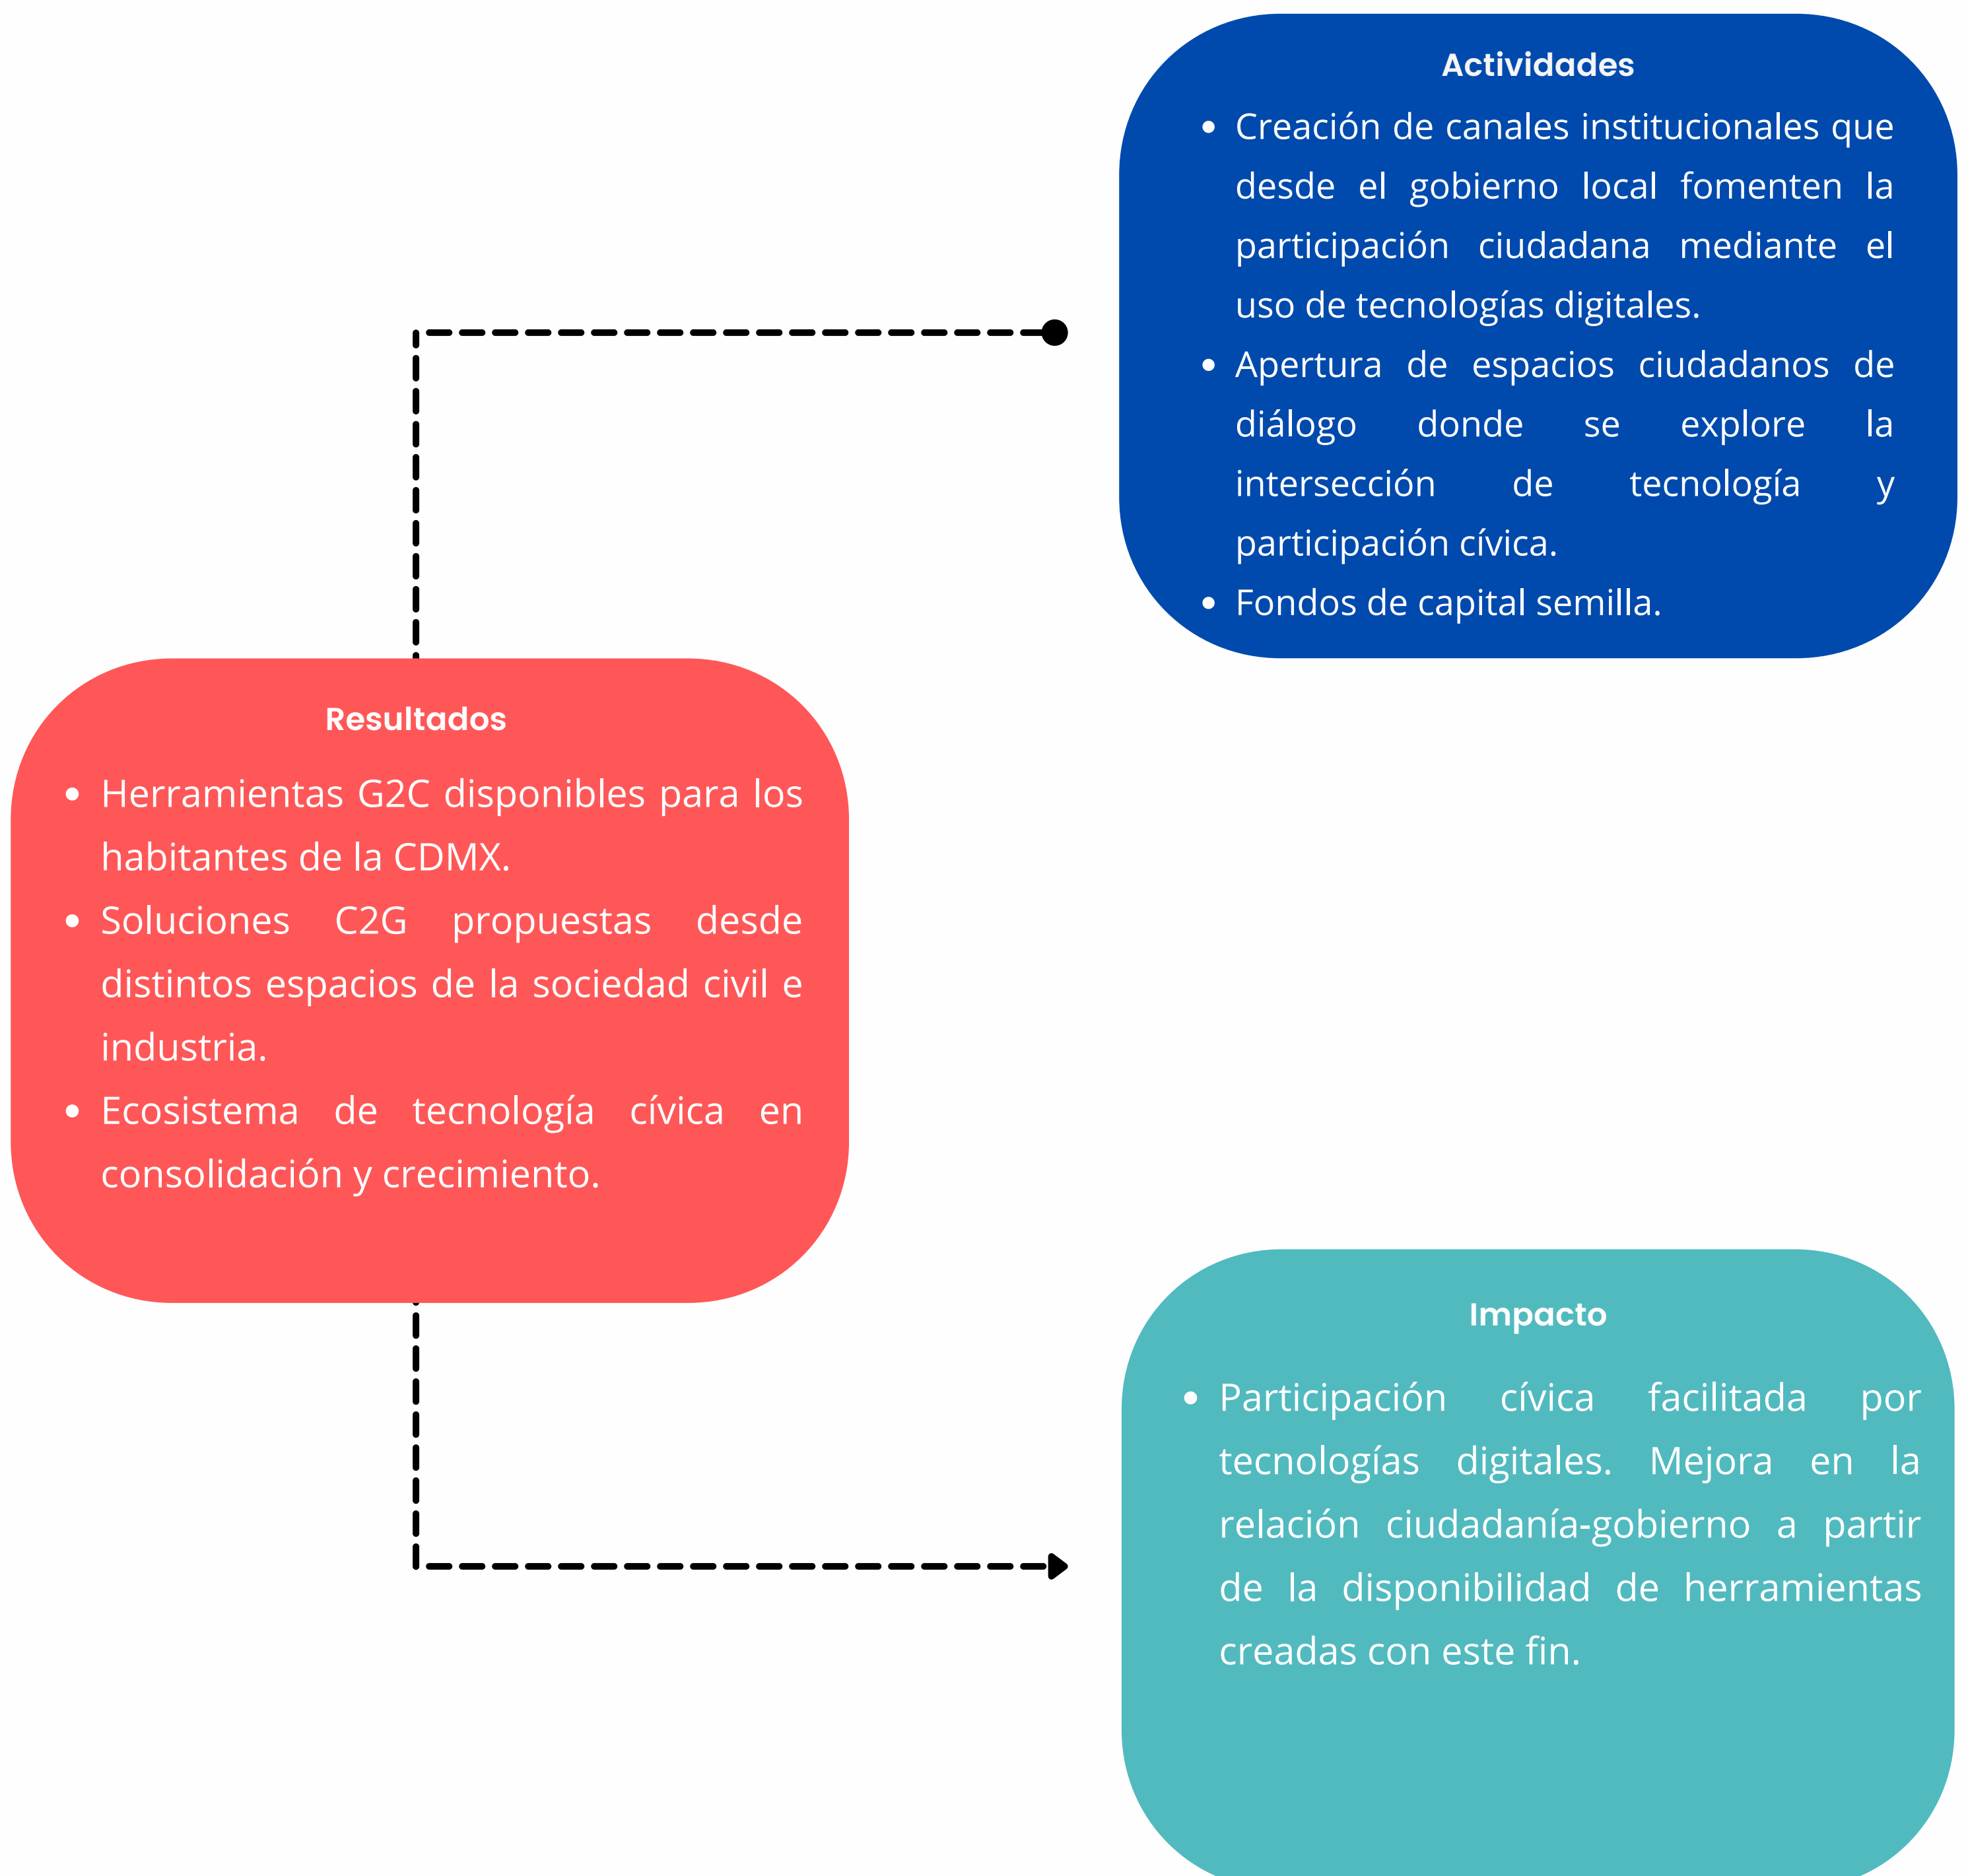 Actividades
• Creación de canales institucionales que
desde el gobierno local fomenten la
participación ciudadana mediante el
uso de tecnologías digitales.
• Apertura de espacios ciudadanos de
diálogo donde se explore la
intersección de tecnología y
participación cívica.
• Fondos de capital semilla.
Resultados
• Herramientas G2C disponibles para los
habitantes de la CDMX.
• Soluciones C2G propuestas desde
distintos espacios de la sociedad civil e
industria.
• Ecosistema de tecnología cívica en
consolidación y crecimiento.
Impacto
• Participación cívica facilitada por
tecnologías digitales. Mejora en la
relación ciudadanía-gobierno a partir
de la disponibilidad de herramientas
creadas con este fin.